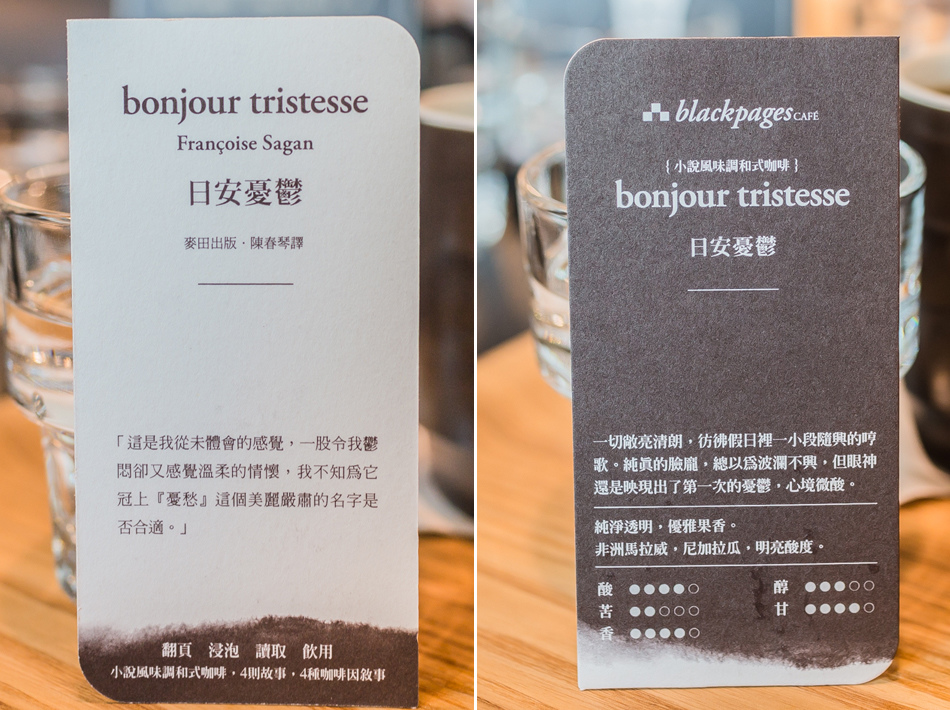 bonjour tristesse
Françoise Sagan
日安憂鬱
麥田出版·陳春琴譯
「這是我從未體會的感覺，一股令我鬱
悶卻又感覺溫柔的情懷，我不知為它
冠上『憂愁』這個美麗嚴肅的名字是
否合適。」
翻頁 浸泡 讀取 飲用
小說風味調和式咖啡，4則故事，4種咖啡因敘事
blackpages CAFÉ
{ 小說風味調和式咖啡 }
bonjour tristesse
日安憂鬱
一切敞亮清朗，彷彿假日裡一小段隨興的哼
歌。純真的臉龐，總以為波瀾不興，但眼神
還是映現出了第一次的憂鬱，心境微酸。
純淨透明，優雅果香。
非洲馬拉威，尼加拉瓜，明亮酸度。
酸 ●●●●○ 醇 ●●●○○
苦 ●●○○○ 甘 ●●●●○
香 ●●●●○